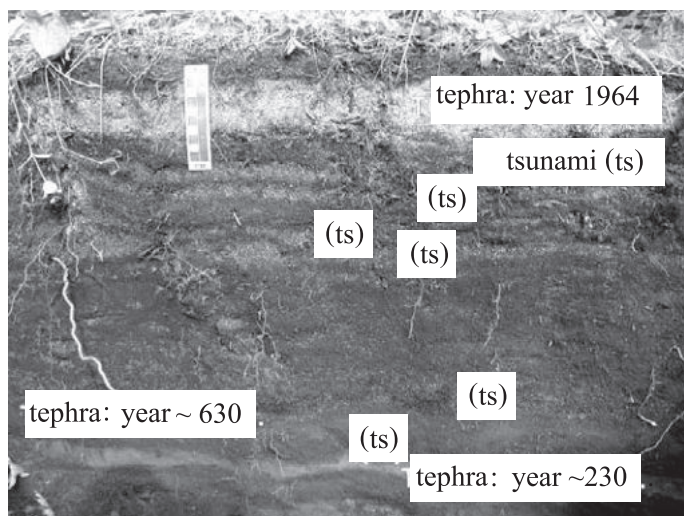 tephra: year 1964
tsunami (ts)
(ts)
(ts)
(ts)
(ts)
tephra: year ~ 630
(ts)
tephra: year ~230